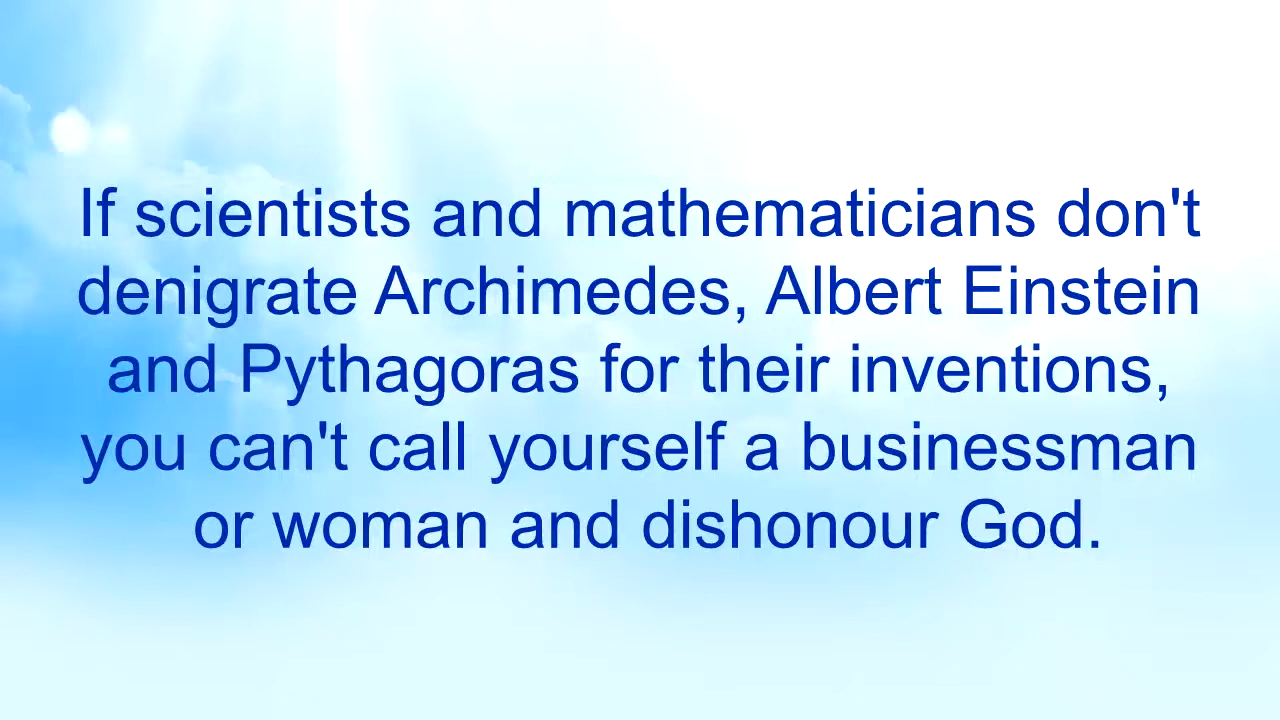 If scientists and mathematicians don't
denigrate Archimedes, Albert Einstein
and Pythagoras for their inventions,
you can't call yourself a businessman
or woman and dishonour God.